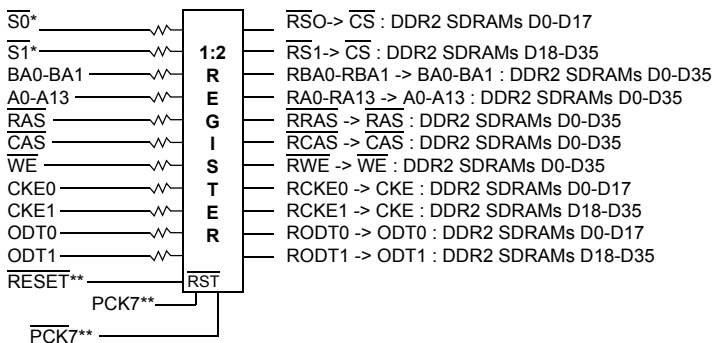 S0* RSO-> CS : DDR2 SDRAMs D0-D17
S1* 1:2 RS1-> CS : DDR2 SDRAMs D18-D35
BA0-BA1 R RBA0-RBA1 -> BA0-BA1 : DDR2 SDRAMs D0-D35
A0-A13 E RA0-RA13 -> A0-A13 : DDR2 SDRAMs D0-D35
RAS G RRAS -> RAS : DDR2 SDRAMs D0-D35
CAS I RCAS -> CAS : DDR2 SDRAMs D0-D35
WE S RWE -> WE : DDR2 SDRAMs D0-D35
CKE0 T RCKE0 -> CKE : DDR2 SDRAMs D0-D17
CKE1 E RCKE1 -> CKE : DDR2 SDRAMs D18-D35
ODT0 R RODT0 -> ODT0 : DDR2 SDRAMs D0-D17
ODT1 RODT1 -> ODT1 : DDR2 SDRAMs D18-D35
RESET** RST
PCK7**
PCK7**